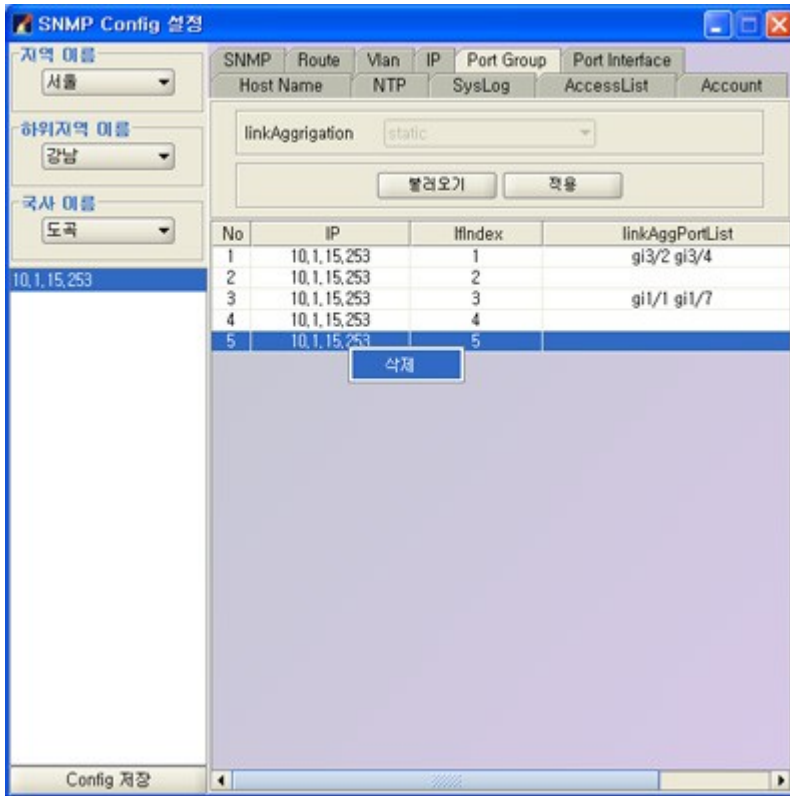 SNMP Config 설정
지역 이름
서울
하위지역 이름
강남
국사 이름
도곡
10,1,15,253
Config 저장
SNMP Route Vlan IP Port Group Port Interface
Host Name NTP SysLog AccessList Account
linkAggrigation static
불러오기 적용
No IP IfIndex linkAggPortList
1 10,1,15,253 1 gi3/2 gi3/4
2 10,1,15,253 2
3 10,1,15,253 3 gi1/1 gi1/7
4 10,1,15,253 4
5 10,1,15,253 5
삭제